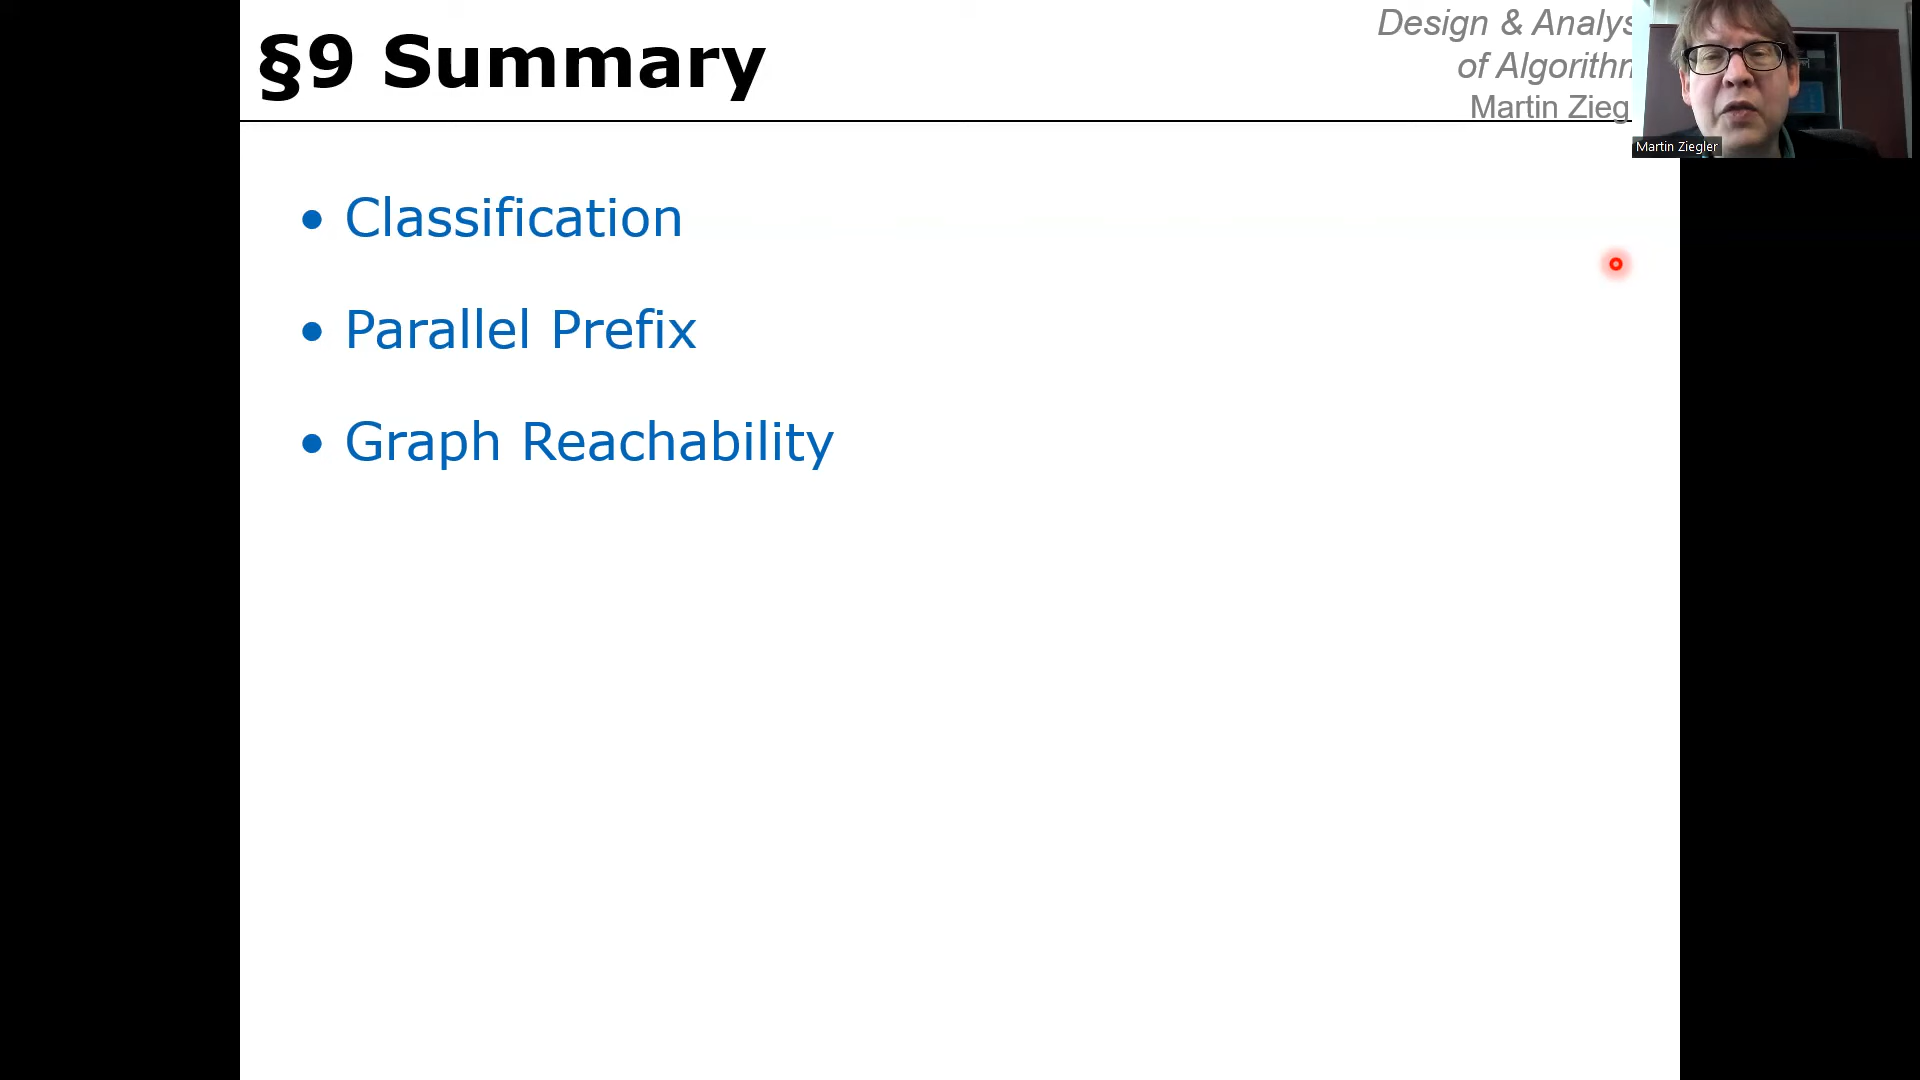 §9 Summary
Design & Analys
of Algorithn
Martin Zieg
Martin Ziegler
• Classification
• Parallel Prefix
• Graph Reachability